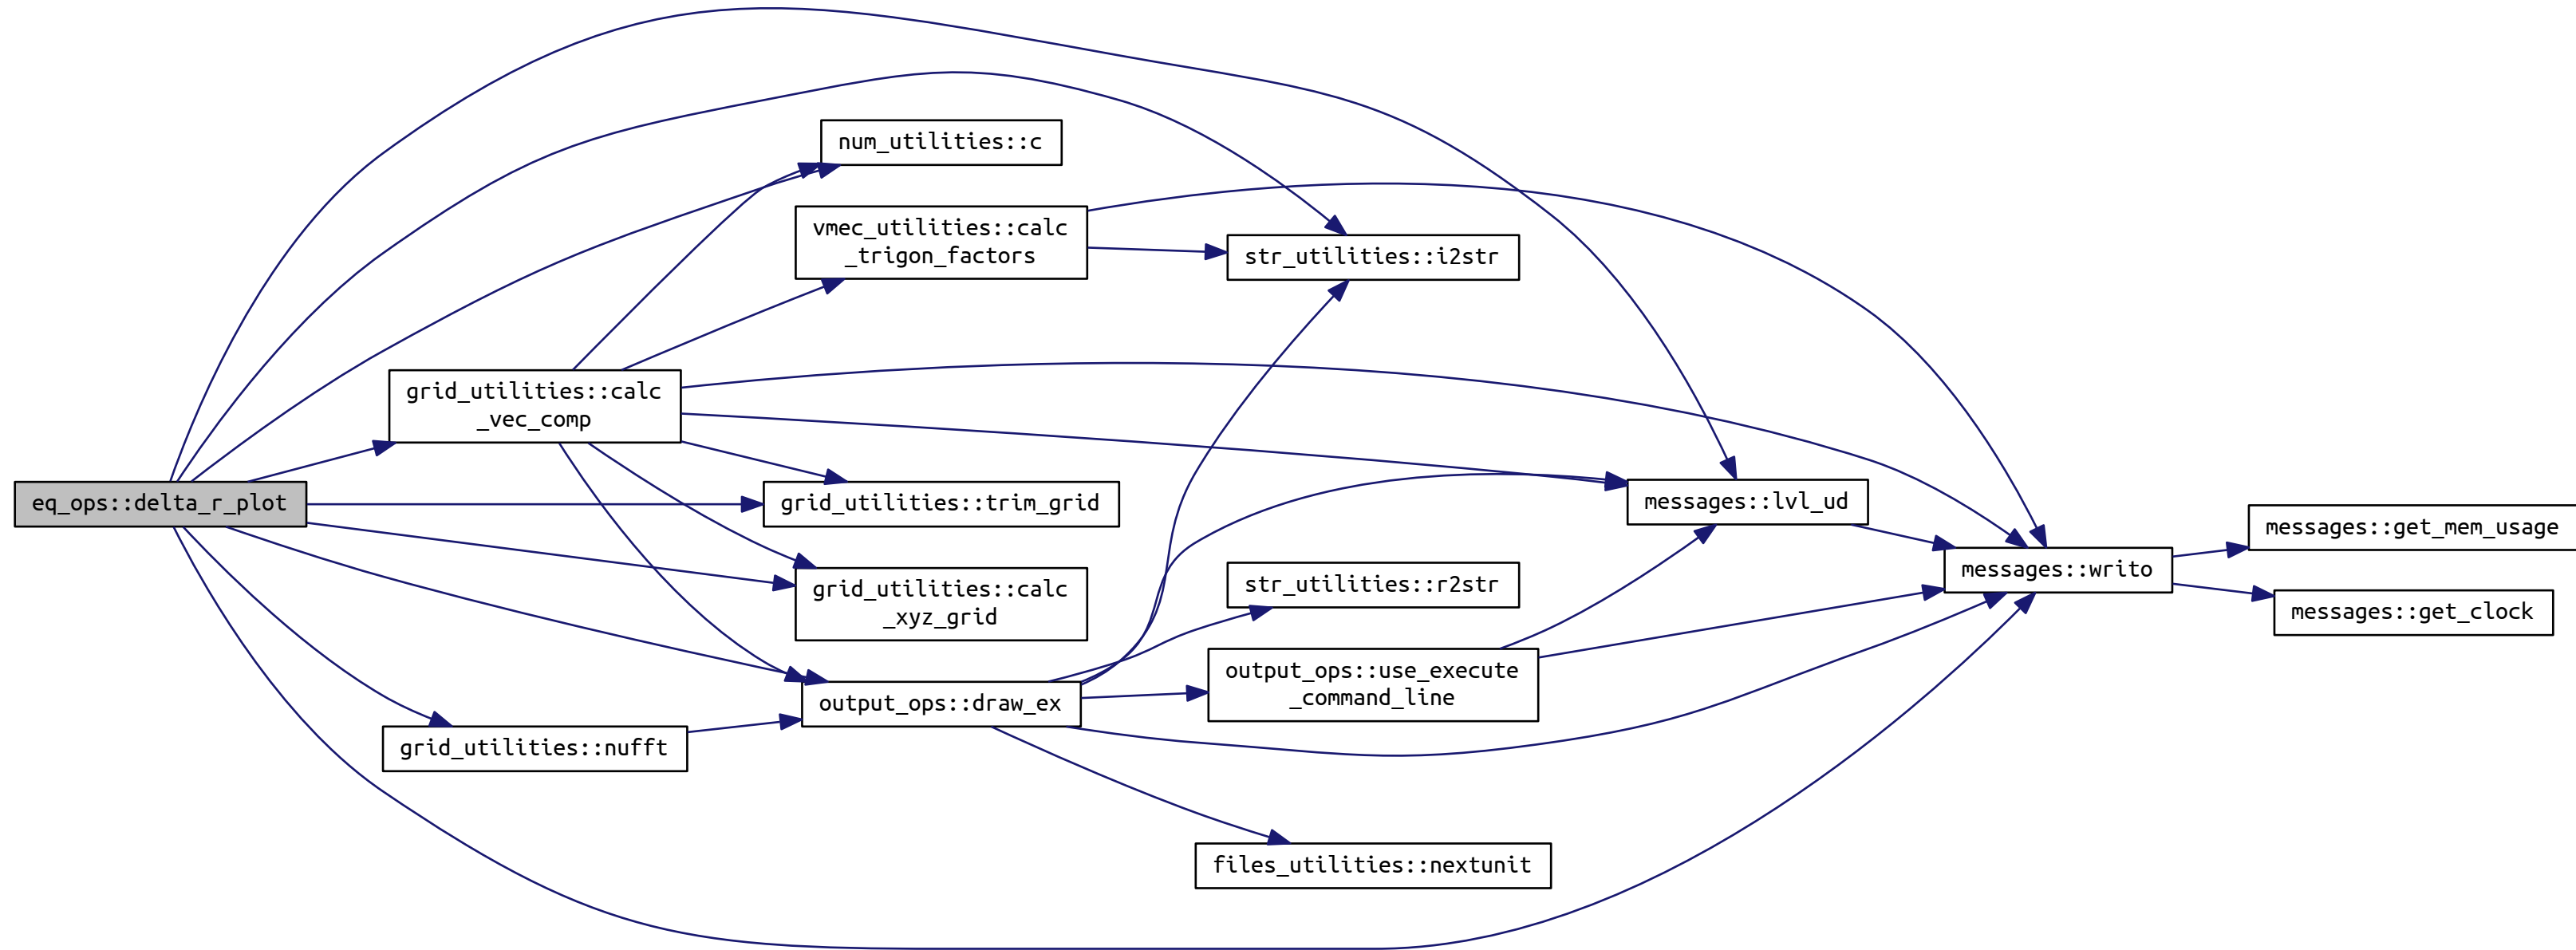 num_utilities::c
vmec_utilities::calc
_trigon_factors
str_utilities::i2str
grid_utilities::calc
_vec_comp
eq_ops::delta_r_plot
grid_utilities::trim_grid
messages::lvl_ud
messages::get_mem_usage
messages::writo
grid_utilities::calc
_xyz_grid
str_utilities::r2str
messages::get_clock
output_ops::use_execute
_command_line
output_ops::draw_ex
grid_utilities::nufft
files_utilities::nextunit